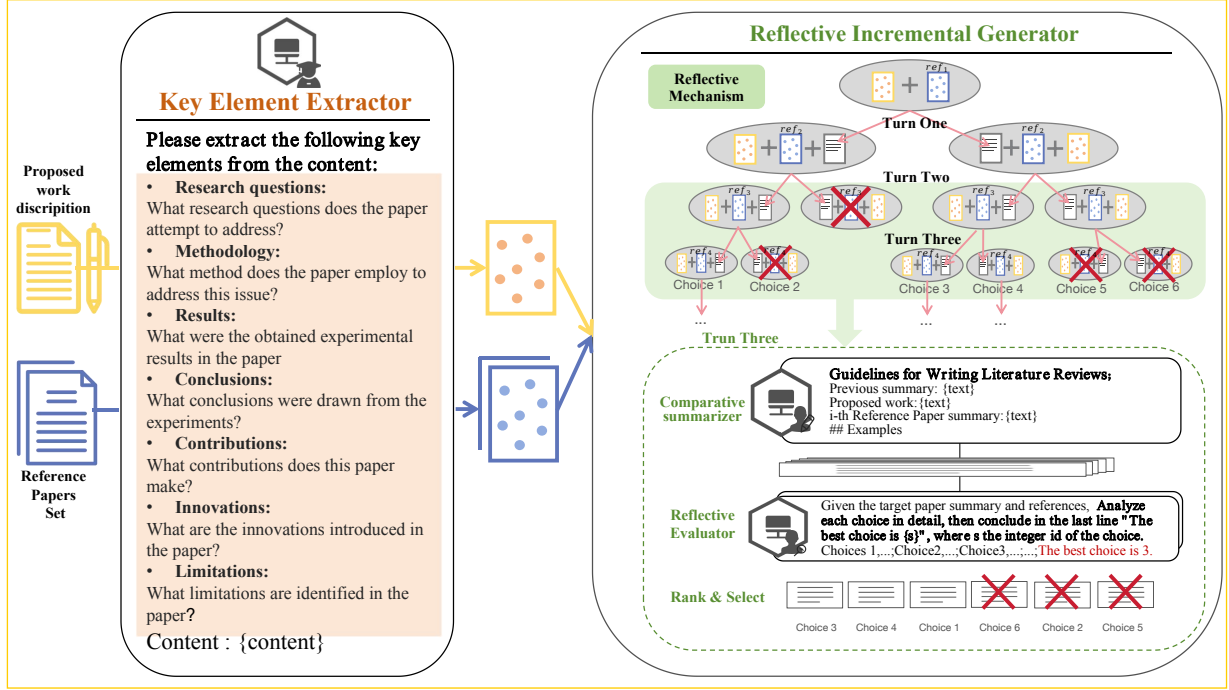 Proposed
work
discripition
Reference
Papers
Set
Key Element Extractor
Please extract the following key
elements from the content:
• Research questions:
What research questions does the paper
attempt to address?
• Methodology:
What method does the paper employ to
address this issue?
• Results:
What were the obtained experimental
results in the paper
• Conclusions:
What conclusions were drawn from the
experiments?
• Contributions:
What contributions does this paper
make?
• Innovations:
What are the innovations introduced in
the paper?
• Limitations:
What limitations are identified in the
paper?
Content : {content}
Reflective Incremental Generator
Reflective
Mechanism
ref₁
+
Turn One
ref₂
+ +
ref₂
+ +
Turn Two
ref₃
+ +
ref₃
+ +
ref₃
+ +
ref₃
+ +
Turn Three
ref₄
+ +
ref₄
+ +
ref₄
+ +
Choice 1
Choice 2
Choice 3
Choice 4
Choice 5
Choice 6
...
...
...
Trun Three
Comparative
summarizer
Guidelines for Writing Literature Reviews;
Previous summary: {text}
Proposed work:{text}
i-th Reference Paper summary:{text}
## Examples
Reflective
Evaluator
Given the target paper summary and references, Analyze
each choice in detail, then conclude in the last line "The
best choice is {s}", where s the integer id of the choice.
Choices 1,...;Choice2,...;Choice3,...;...;The best choice is 3.
Rank & Select
Choice 3
Choice 4
Choice 1
Choice 6
Choice 2
Choice 5